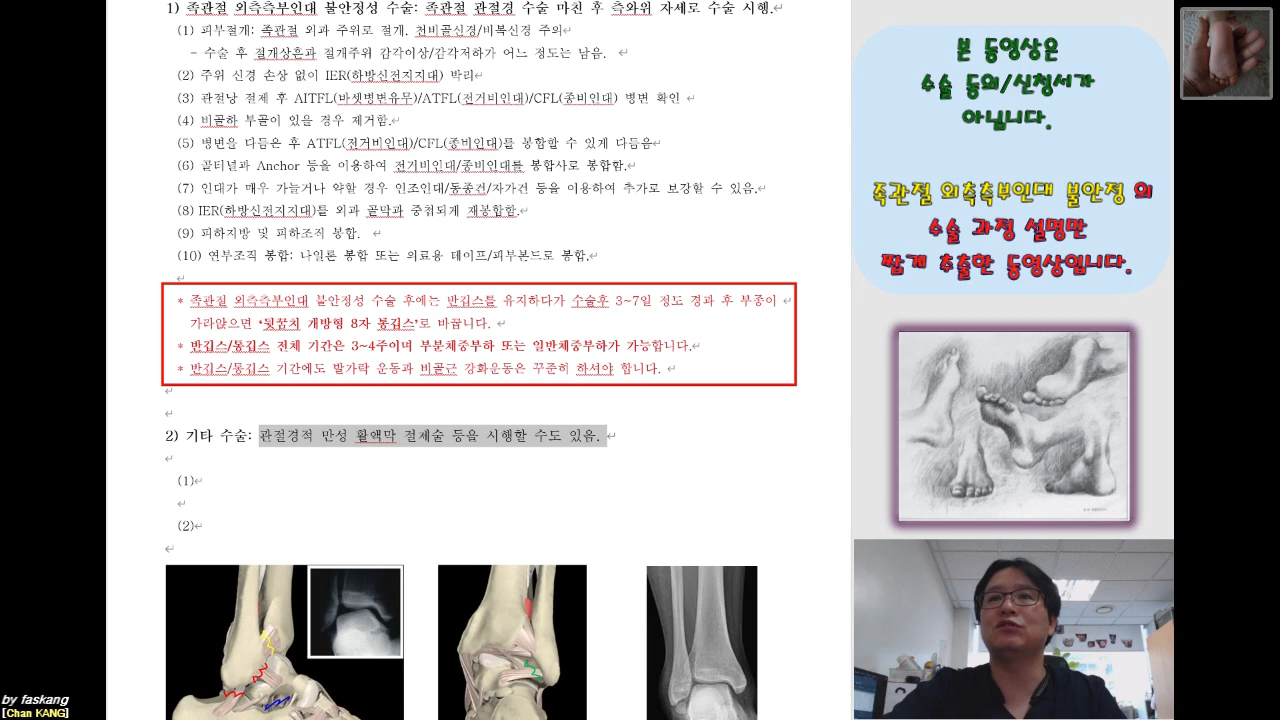 1) 족관절 외측측부인대 불안정성 수술: 족관절 관절경 수술 마친 후 측와위 자세로 수술 시행.
(1) 피부절개: 족관절 외과 주위로 절개. 천비골신경/비복신경 주의
- 수술 후 절개상흔과 절개주위 감각이상/감각저하가 어느 정도는 남음.
(2) 주위 신경 손상 없이 IER(하방신전지지대) 박리
(3) 관절낭 절제 후 AITFL(바셋병변유무)/ATFL(전거비인대)/CFL(종비인대) 병변 확인
(4) 비골하 부골이 있을 경우 제거함.
(5) 병변을 다듬은 후 ATFL(전거비인대)/CFL(종비인대)를 봉합할 수 있게 다듬음
(6) 골터널과 Anchor 등을 이용하여 전거비인대/종비인대를 봉합사로 봉합함.
(7) 인대가 매우 가늘거나 약할 경우 인조인대/동종건/자가건 등을 이용하여 추가로 보강할 수 있음.
(8) IER(하방신전지지대)를 외과 골막과 중첩되게 재봉합함.
(9) 피하지방 및 피하조직 봉합.
(10) 연부조직 봉합: 나일론 봉합 또는 의료용 테이프/피부본드로 봉합.
* 족관절 외측측부인대 불안정성 수술 후에는 반깁스를 유지하다가 수술후 3~7일 정도 경과 후 부종이
가라앉으면 '뒷꿈치 개방형 8자 통깁스'로 바꿉니다.
* 반깁스/통깁스 전체 기간은 3~4주이며 부분체중부하 또는 일반체중부하가 가능합니다.
* 반깁스/통깁스 기간에도 발가락 운동과 비골근 강화운동은 꾸준히 하셔야 합니다.
2) 기타 수술: 관절경적 만성 활액막 절제술 등을 시행할 수도 있음.
(1)
(2)
본 동영상은
수술 동의/신청서가
아닙니다.
족관절 외측측부인대 불안정 의
수술 과정 설명만
짧게 추출한 동영상입니다.
by faskang
[Chan KANG]